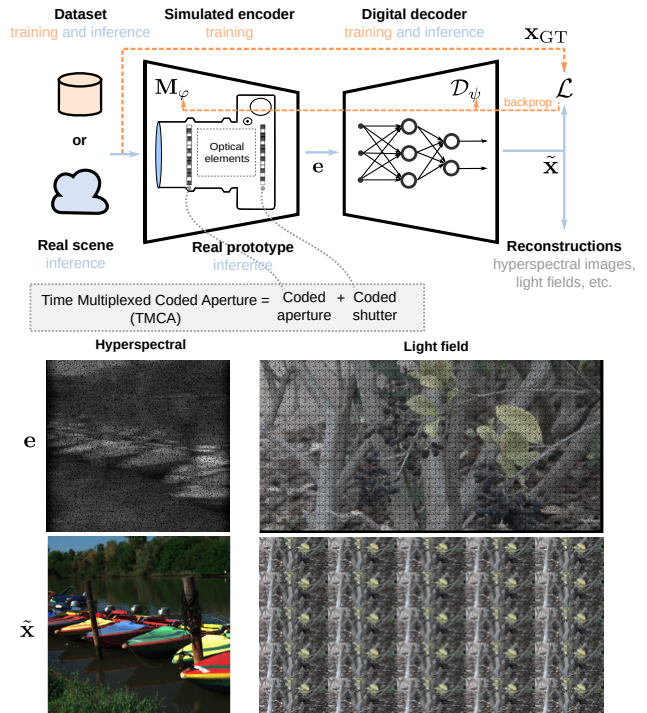 Dataset
training and inference
Simulated encoder
training
Digital decoder
training and inference
x_GT
M_φ
D_ψ
L
backprop
or
Optical
elements
e
x̃
Real scene
inference
Real prototype
inference
Reconstructions
hyperspectral images,
light fields, etc.
Time Multiplexed Coded Aperture = Coded + Coded
(TMCA) aperture shutter
Hyperspectral
Light field
e
x̃